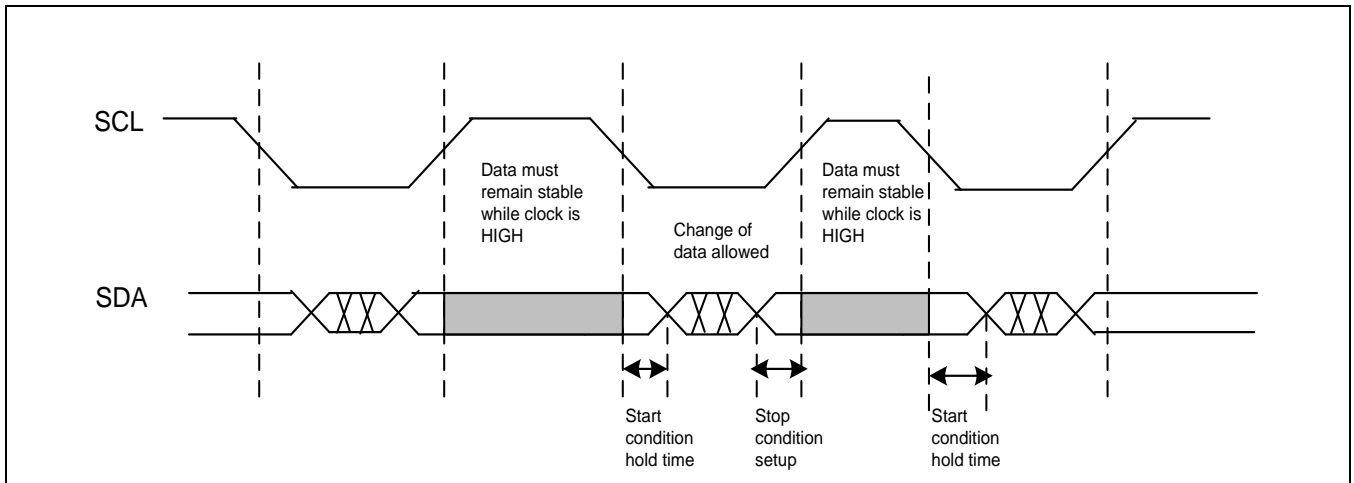 SCL
Data must
remain stable
while clock is
HIGH
Change of
data allowed
Data must
remain stable
while clock is
HIGH
SDA
Start
condition
hold time
Stop
condition
setup
Start
condition
hold time